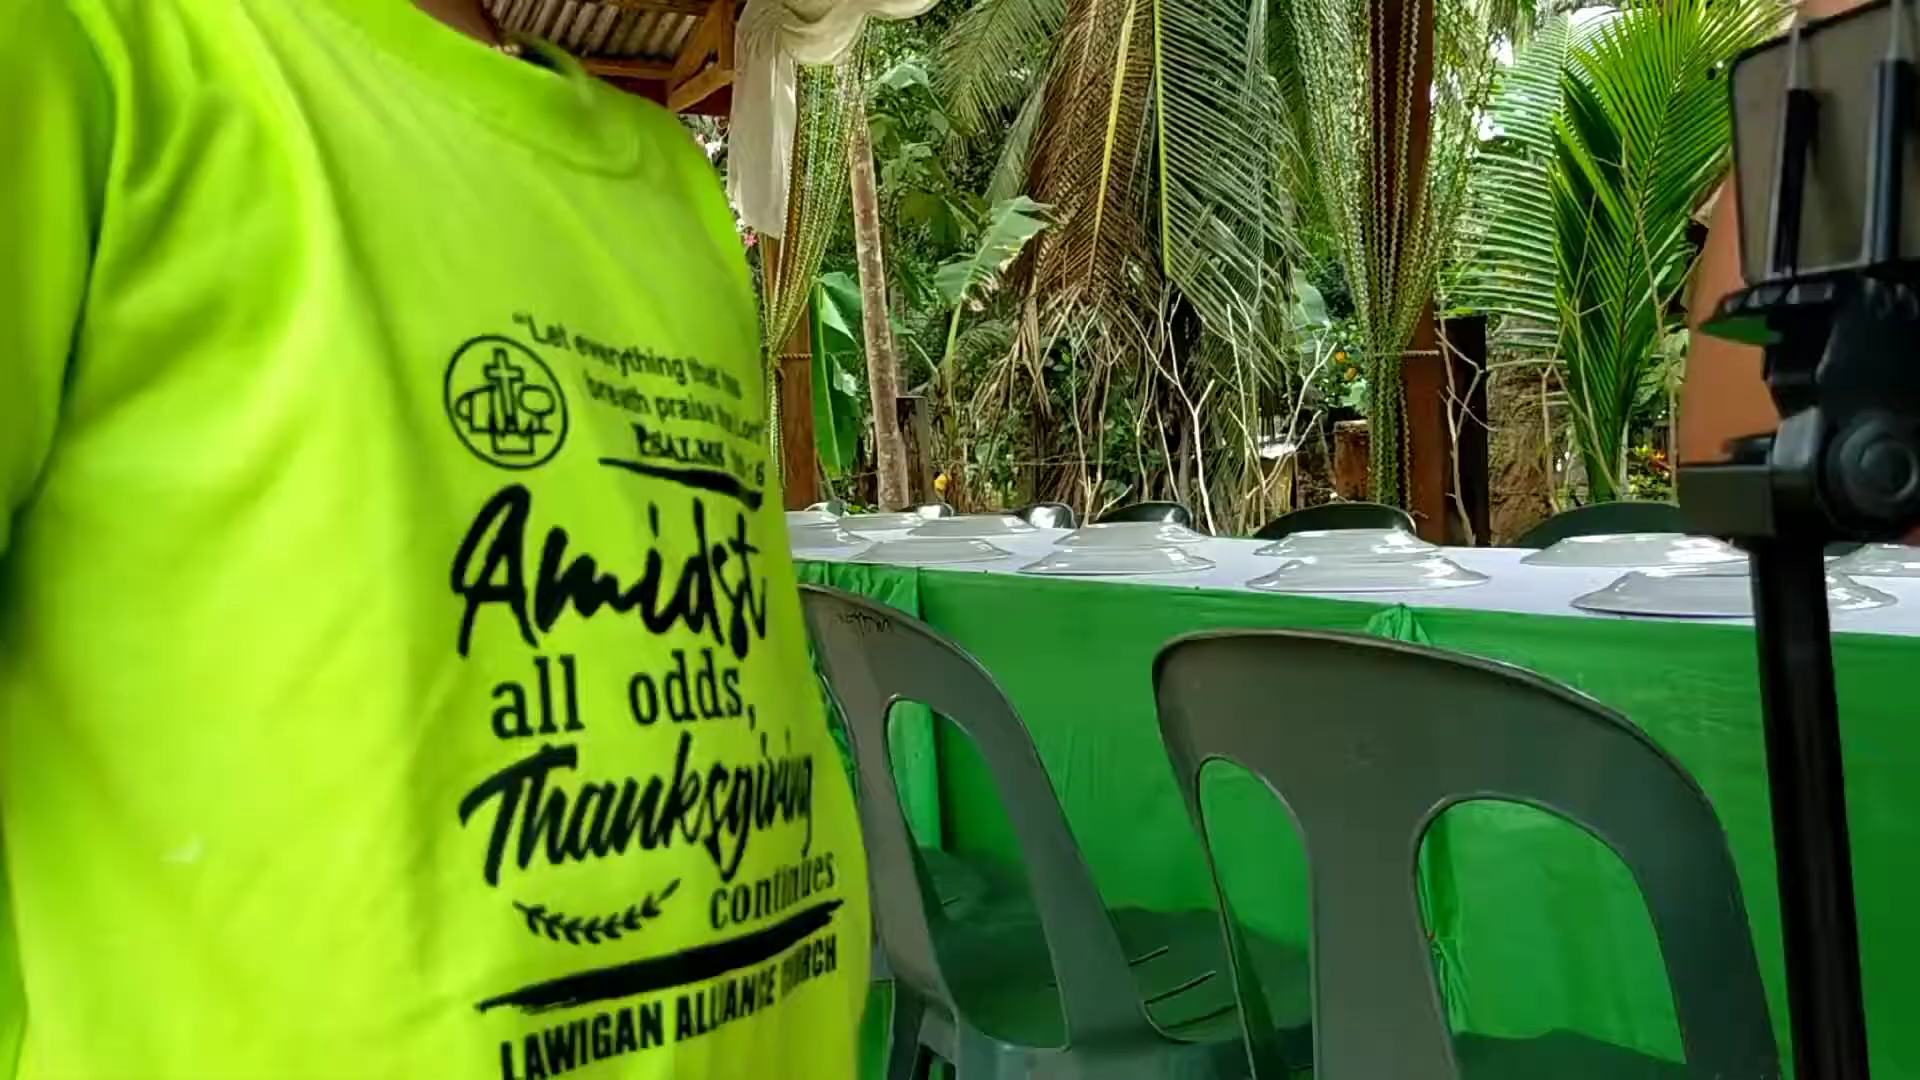 "Let everything that has
breath praise the Lord"
PSALMS
Amidst
all odds,
Thanksgiving
continues
LAWIGAN ALLIANCE CHURCH